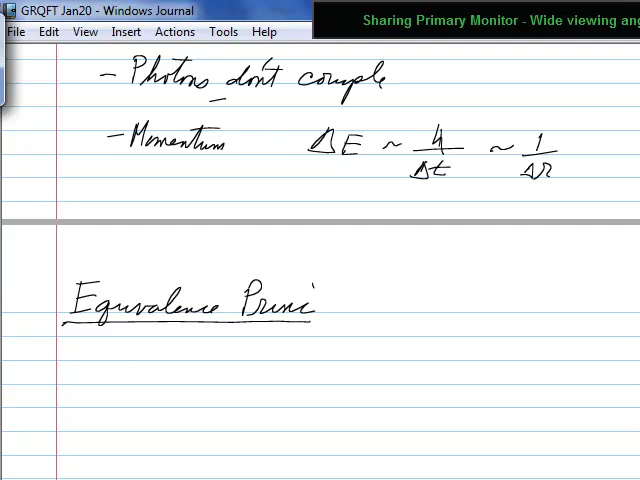 GRQFT Jan20 - Windows Journal
Sharing Primary Monitor - Wide viewing ang
File Edit View Insert Actions Tools Help
- Photons don't couple
- Momentum ΔE ~ ħ/Δt ~ 1/Δr
Equivalence Princi